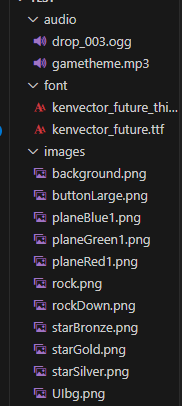 audio
drop_003.ogg
gametheme.mp3
font
kenvector_future_thi...
kenvector_future.ttf
images
background.png
buttonLarge.png
planeBlue1.png
planeGreen1.png
planeRed1.png
rock.png
rockDown.png
starBronze.png
starGold.png
starSilver.png
UIbg.png